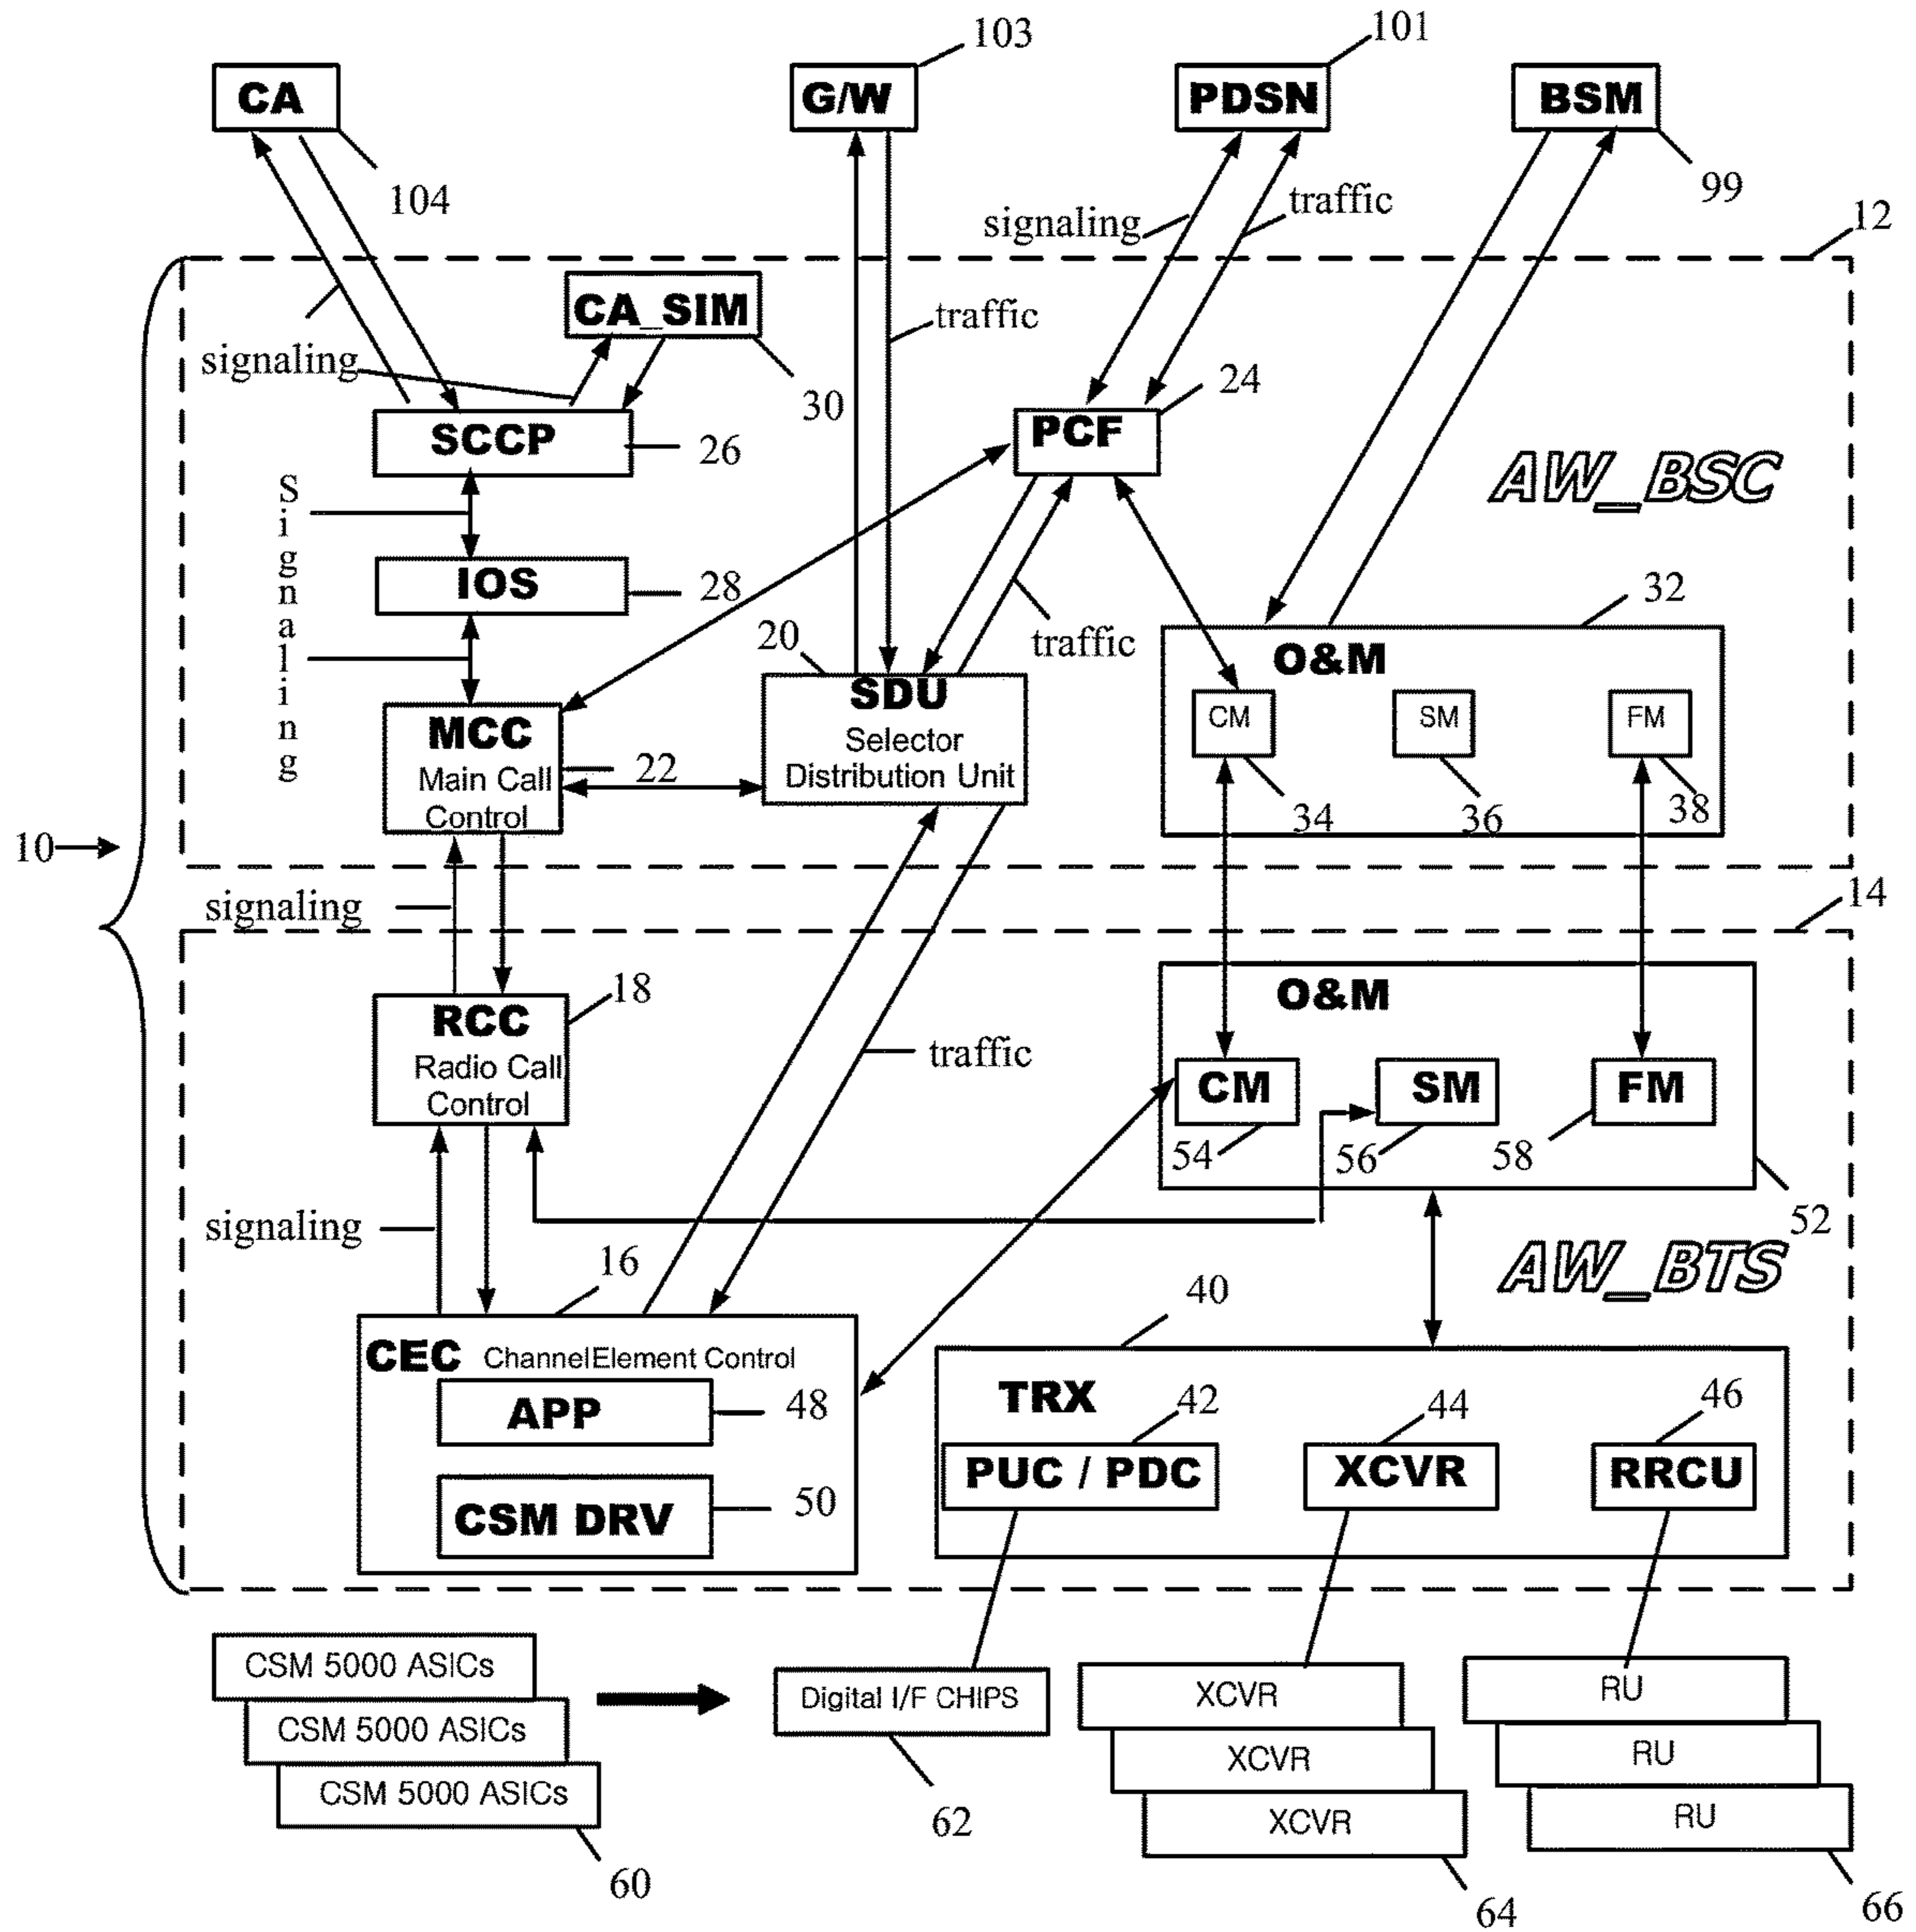 103
101
CA
G/W
PDSN
BSM
104
99
signaling
traffic
12
CA_SIM
traffic
signaling
30
24
SCCP
26
PCF
AW_BSC
Signaling
IOS
28
32
20
traffic
O&M
SDU
Selector
Distribution Unit
CM
SM
FM
MCC
Main Call
Control
22
34
36
38
10
signaling
14
18
RCC
Radio Call
Control
O&M
traffic
CM
SM
FM
54
56
58
52
signaling
16
AW_BTS
40
CEC ChannelElement Control
TRX
42
44
46
APP
48
PUC / PDC
XCVR
RRCU
CSM DRV
50
CSM 5000 ASICs
CSM 5000 ASICs
CSM 5000 ASICs
60
Digital I/F CHIPS
62
XCVR
XCVR
XCVR
64
RU
RU
RU
66